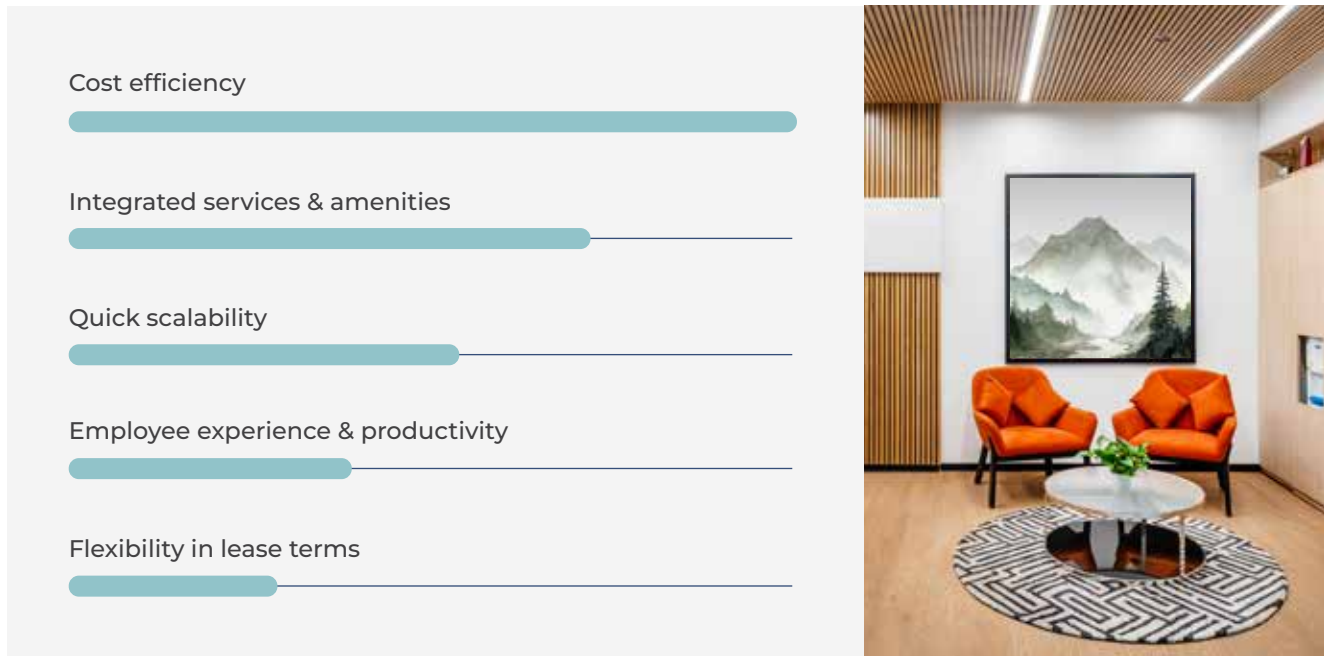 Cost efficiency
Integrated services & amenities
Quick scalability
Employee experience & productivity
Flexibility in lease terms